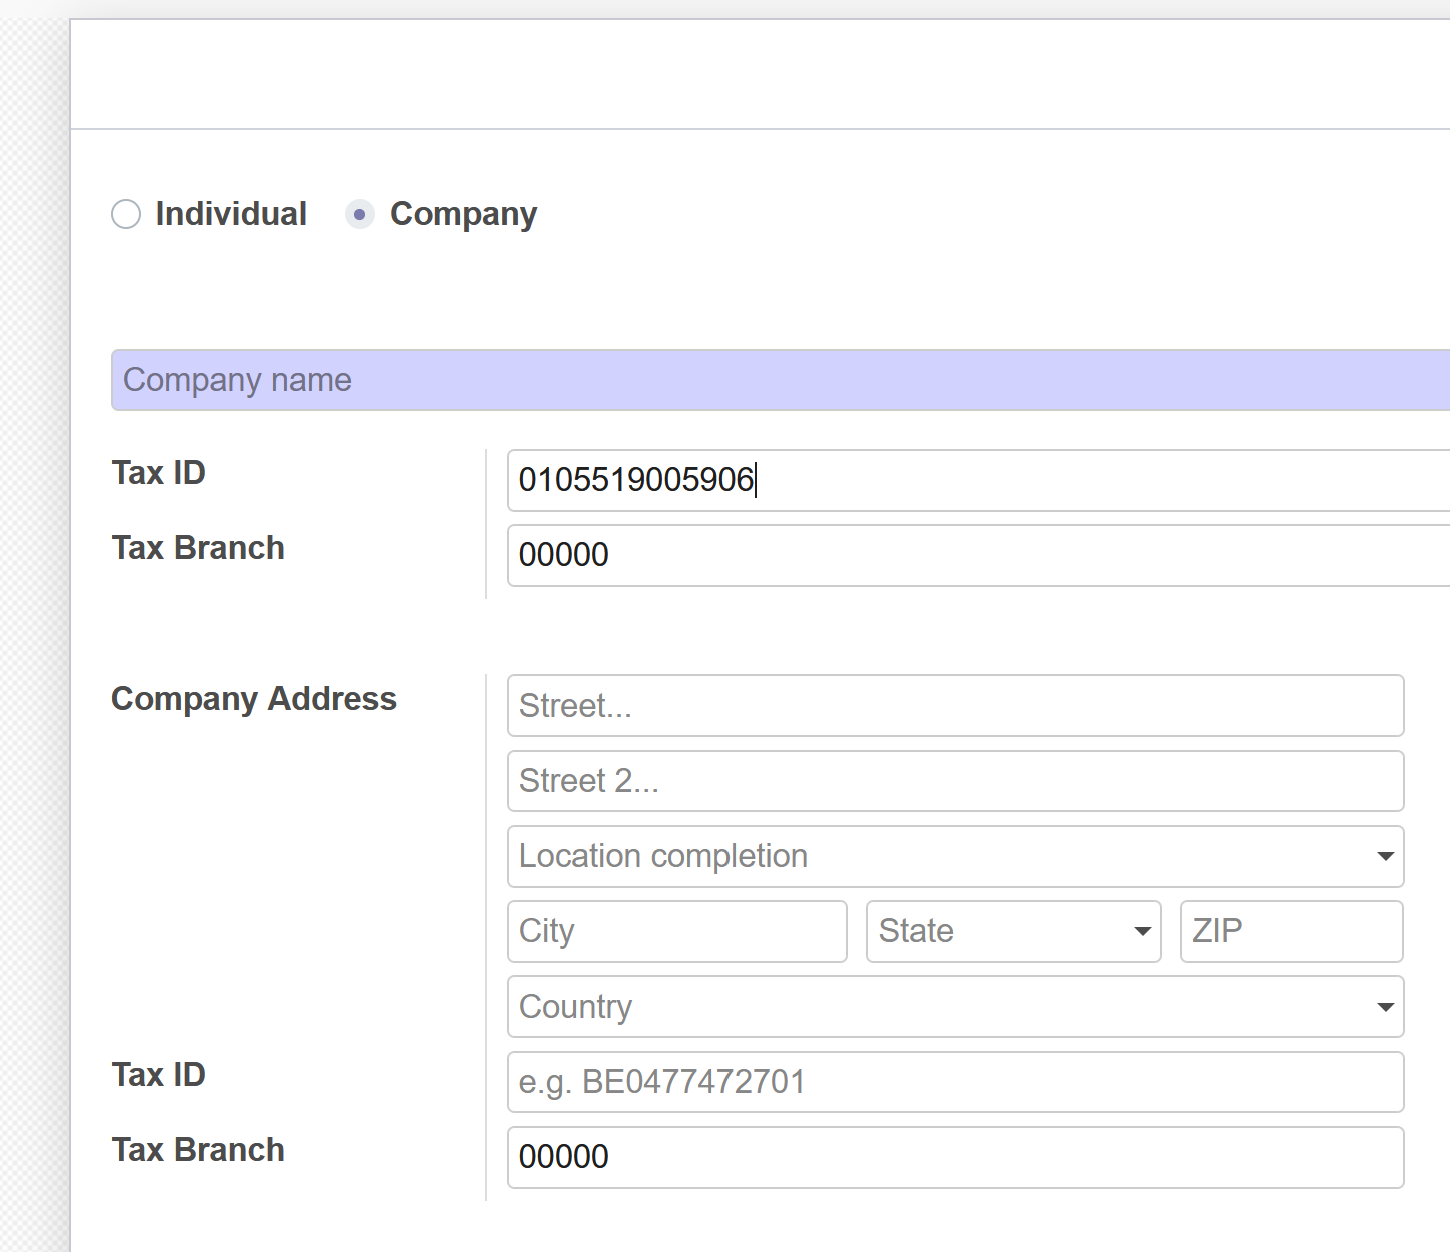 Individual Company
Company name
Tax ID 0105519005906
Tax Branch 00000
Company Address Street...
Street 2...
Location completion
City State ZIP
Country
Tax ID e.g. BE0477472701
Tax Branch 00000